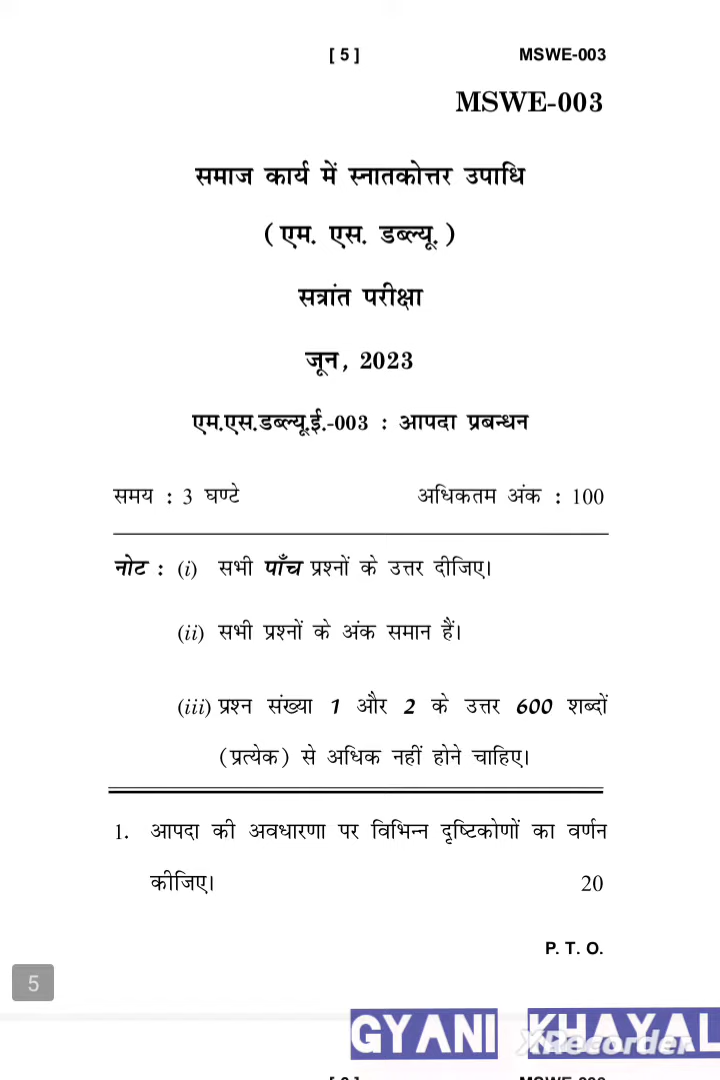 [ 5 ] MSWE-003
MSWE-003
समाज कार्य में स्नातकोत्तर उपाधि
( एम. एस. डब्ल्यू. )
सत्रांत परीक्षा
जून, 2023
एम.एस.डब्ल्यू.ई.-003 : आपदा प्रबन्धन
समय : 3 घण्टे अधिकतम अंक : 100
नोट : (i) सभी पाँच प्रश्नों के उत्तर दीजिए।
(ii) सभी प्रश्नों के अंक समान हैं।
(iii) प्रश्न संख्या 1 और 2 के उत्तर 600 शब्दों
(प्रत्येक) से अधिक नहीं होने चाहिए।
1. आपदा की अवधारणा पर विभिन्न दृष्टिकोणों का वर्णन
कीजिए। 20
P. T. O.
5
GYANI KHAYAL
XRecorder